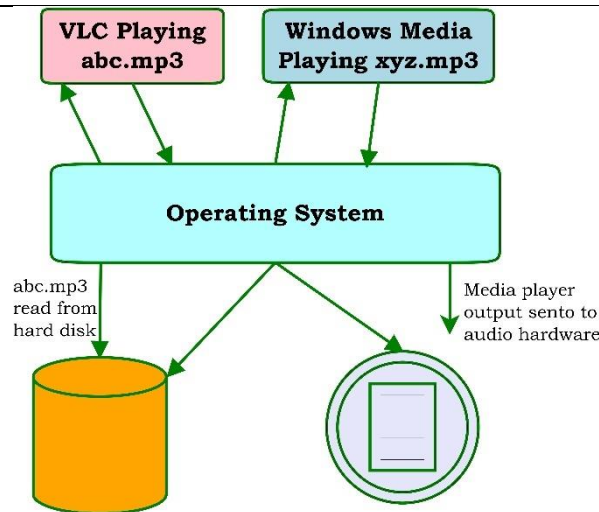 VLC Playing
abc.mp3
Windows Media
Playing xyz.mp3
Operating System
abc.mp3
read from
hard disk
Media player
output sento to
audio hardware